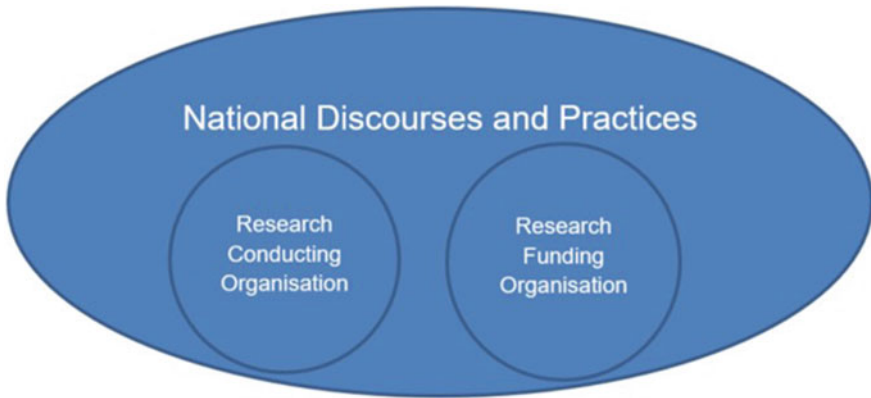 National Discourses and Practices
Research
Conducting
Organisation
Research
Funding
Organisation